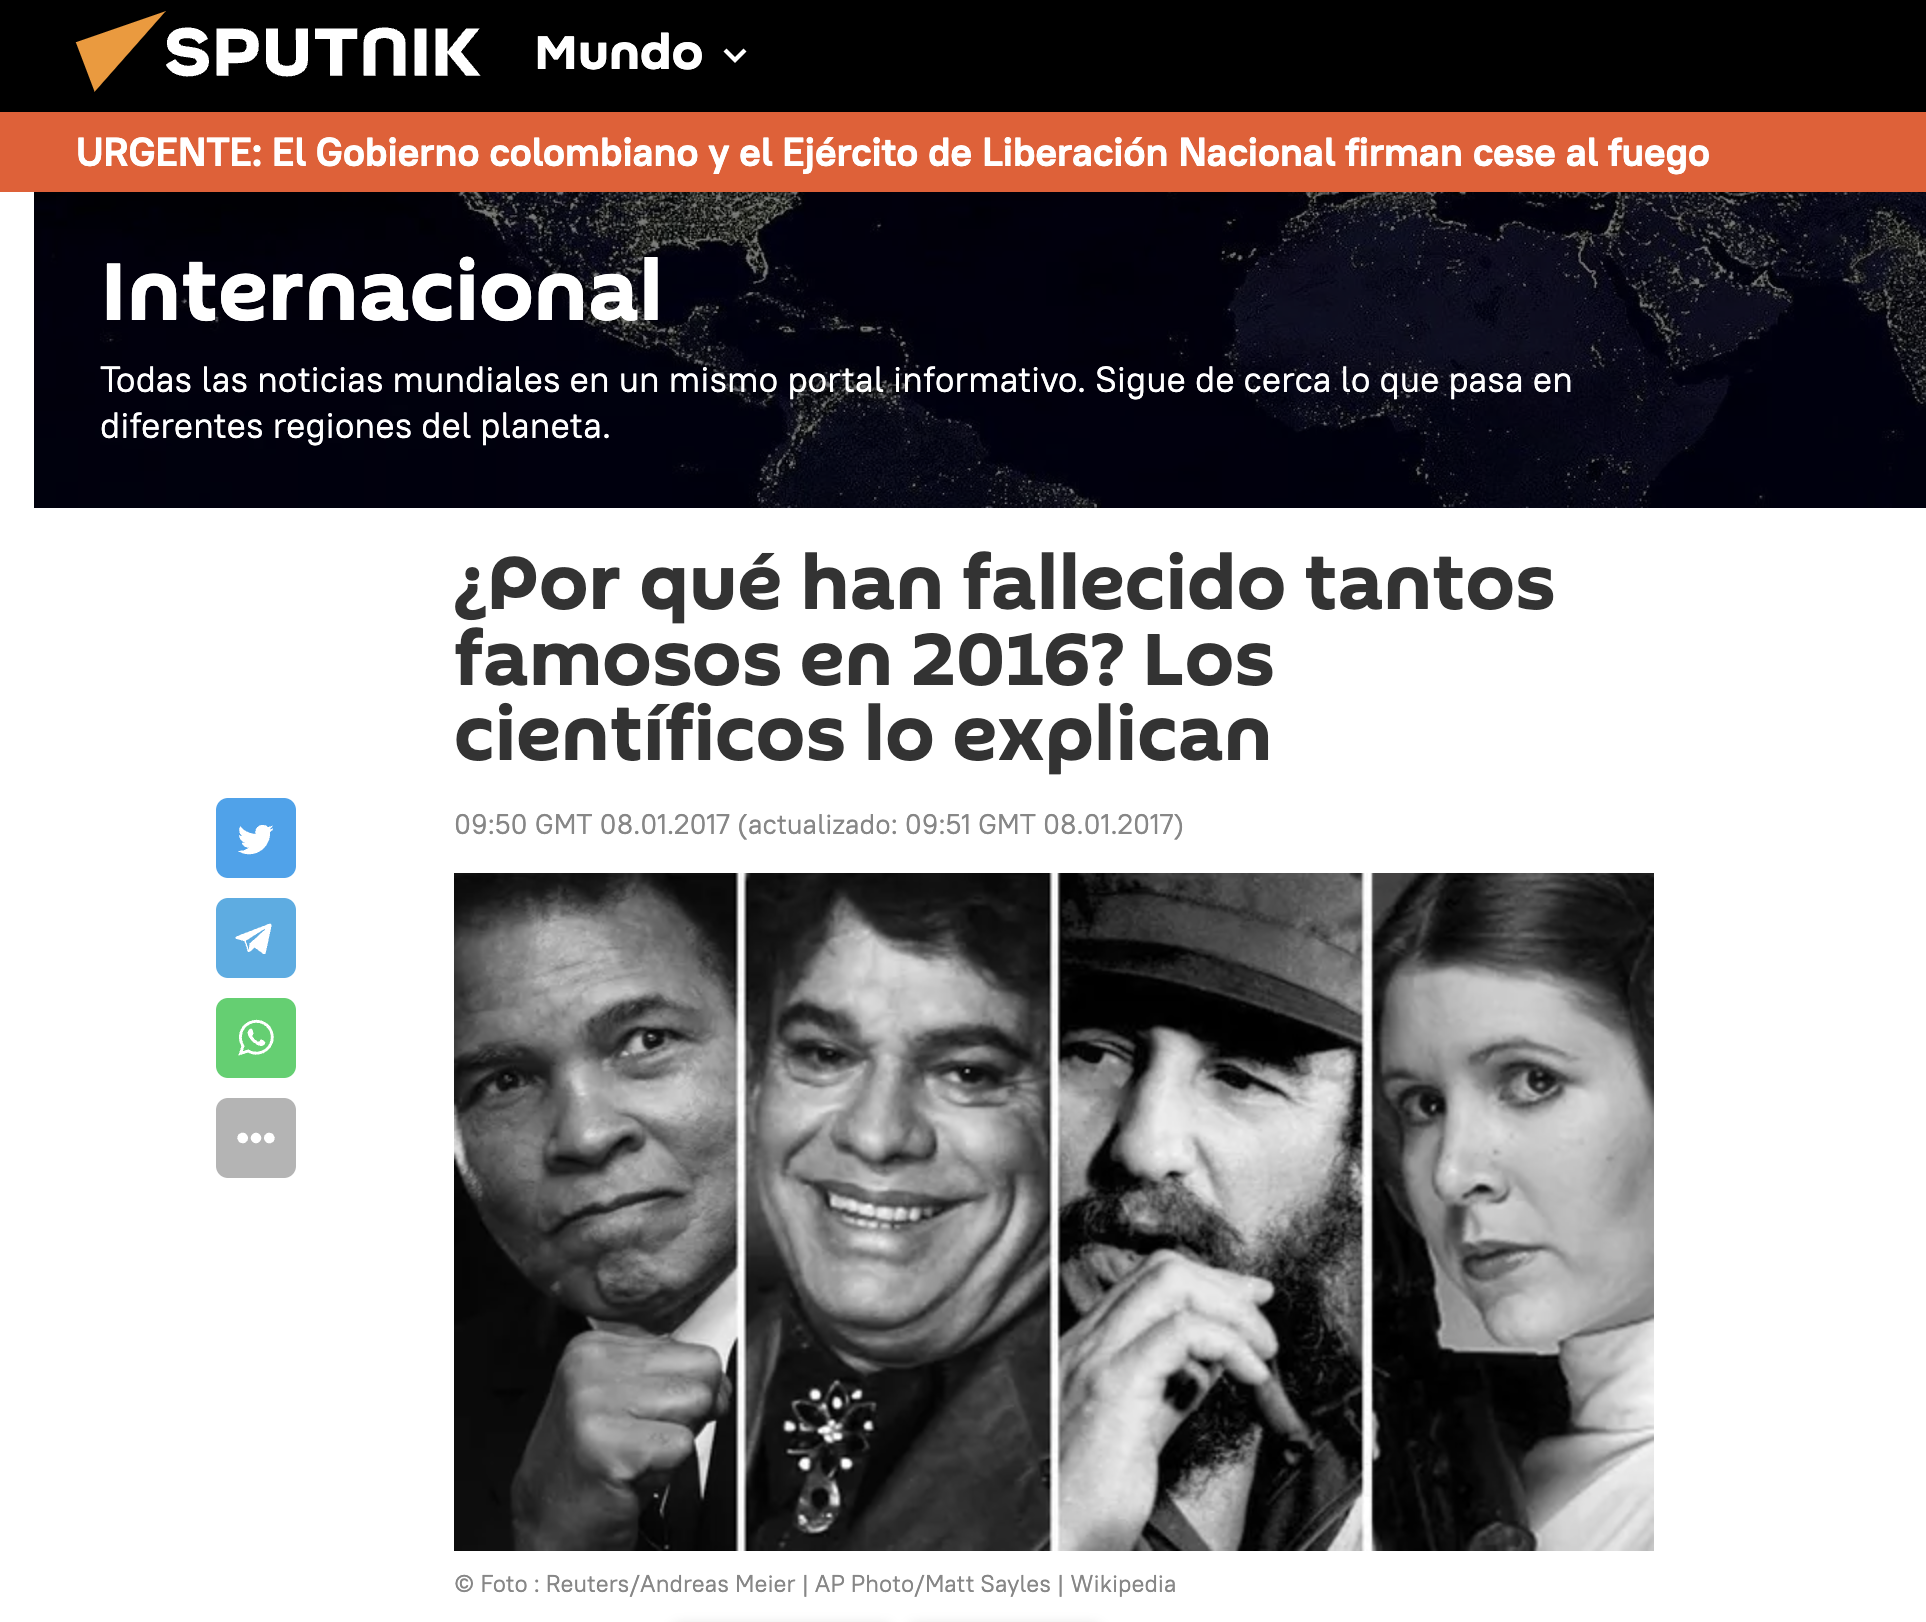 SPUTNIK Mundo
URGENTE: El Gobierno colombiano y el Ejército de Liberación Nacional firman cese al fuego
Internacional
Todas las noticias mundiales en un mismo portal informativo. Sigue de cerca lo que pasa en
diferentes regiones del planeta.
¿Por qué han fallecido tantos
famosos en 2016? Los
científicos lo explican
09:50 GMT 08.01.2017 (actualizado: 09:51 GMT 08.01.2017)
© Foto : Reuters/Andreas Meier | AP Photo/Matt Sayles | Wikipedia